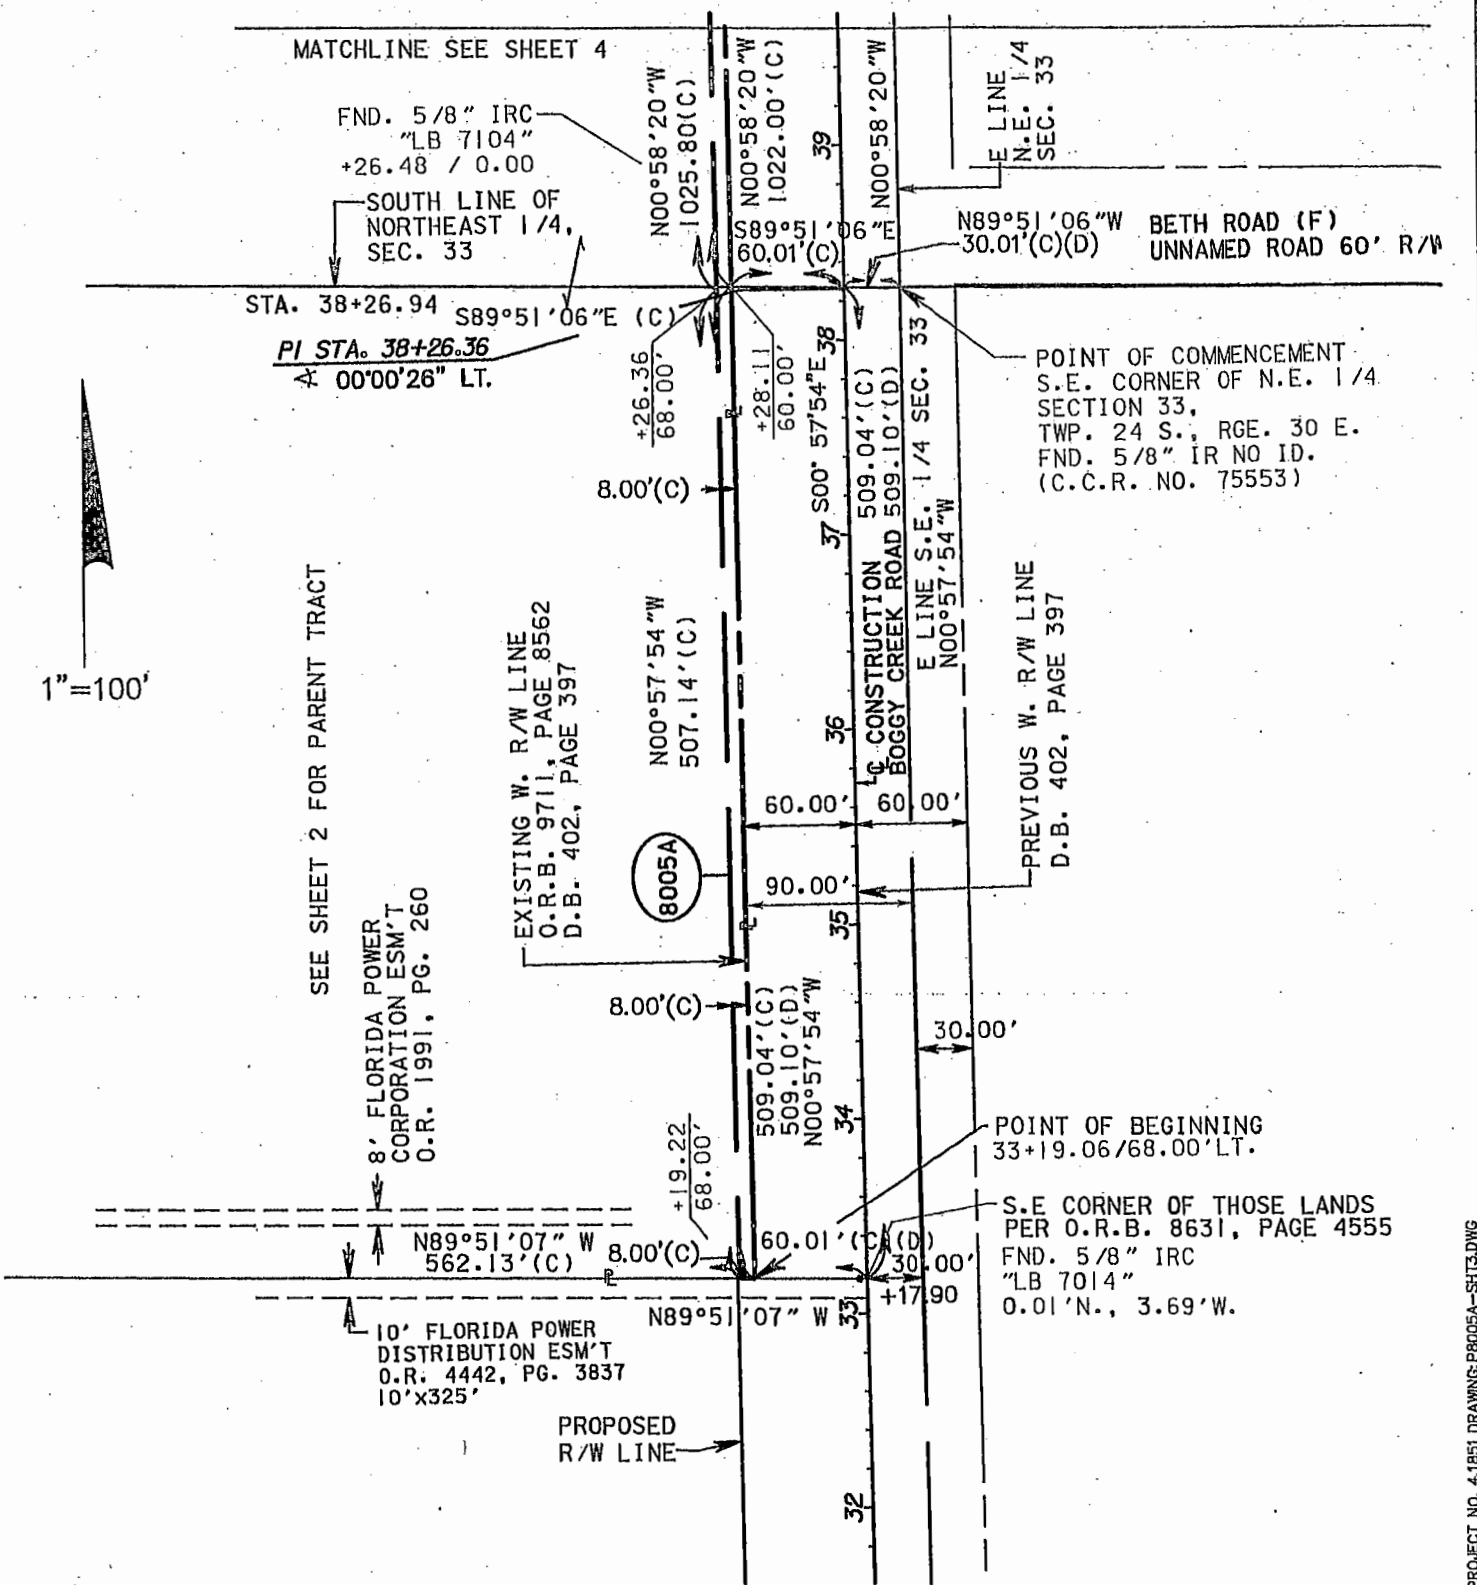 MATCHLINE SEE SHEET 4
FND. 5/8" IRC
"LB 7104"
+26.48 / 0.00
SOUTH LINE OF
NORTHEAST 1/4,
SEC. 33
N00°58'20"W
1025.80(C)
N00°58'20"W
1022.00'(C)
39
N00°58'20"W
E LINE
N.E. 1/4
SEC. 33
S89°51'06"E
60.01'(C)
N89°51'06"W
30.01'(C)(D)
BETH ROAD (F)
UNNAMED ROAD 60' R/W
STA. 38+26.94
S89°51'06"E (C)
PI STA. 38+26.36
00°00'26" LT.
+26.36
68.00'
+28.11
60.00'
38
S00° 57'54"E
509.04'(C)
509.10'(D)
POINT OF COMMENCEMENT
S.E. CORNER OF N.E. 1/4
SECTION 33,
TWP. 24 S., RGE. 30 E.
FND. 5/8" IR NO ID.
(C.C.R. NO. 75553)
8.00'(C)
37
1"=100'
SEE SHEET 2 FOR PARENT TRACT
EXISTING W. R/W LINE
O.R.B. 9711, PAGE 8562
D.B. 402, PAGE 397
N00°57'54"W
507.14'(C)
36
℄ CONSTRUCTION
BOGGY CREEK ROAD
E LINE S.E. 1/4 SEC. 33
N00°57'54"W
PREVIOUS W. R/W LINE
D.B. 402, PAGE 397
60.00'
60.00'
8005A
90.00'
35
8' FLORIDA POWER
CORPORATION ESM'T
O.R. 1991, PG. 260
8.00'(C)
509.04'(C)
509.10'(D)
N00°57'54"W
30.00'
34
POINT OF BEGINNING
33+19.06/68.00'LT.
+19.22
68.00'
S.E CORNER OF THOSE LANDS
PER O.R.B. 8631, PAGE 4555
FND. 5/8" IRC
"LB 7014"
0.01'N., 3.69'W.
N89°51'07" W
562.13'(C)
8.00'(C)
60.01'(C)(D)
30.00'
+17.90
N89°51'07" W
33
10' FLORIDA POWER
DISTRIBUTION ESM'T
O.R. 4442, PG. 3837
10'x325'
PROPOSED
R/W LINE
32
PROJECT NO. 4-1851 DRAWING: P8005A-SHT3.DWG